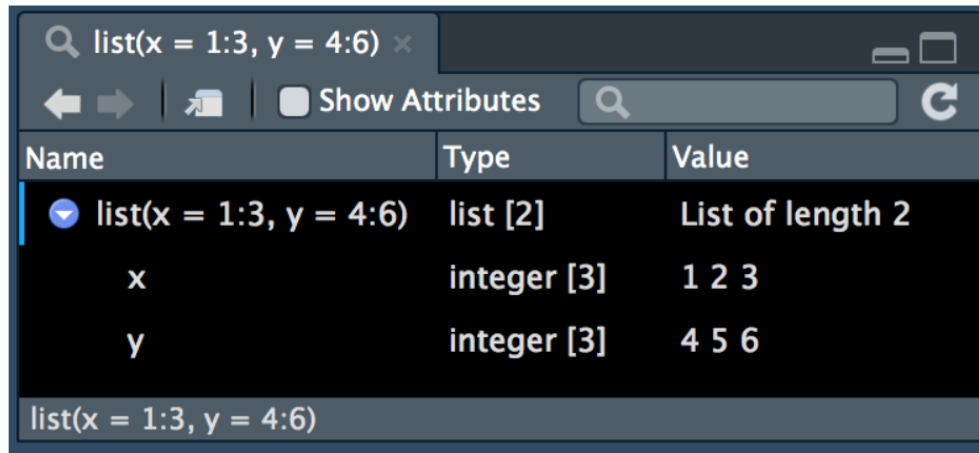 list(x = 1:3, y = 4:6) ×
Show Attributes
Name Type Value
list(x = 1:3, y = 4:6) list [2] List of length 2
x integer [3] 1 2 3
y integer [3] 4 5 6
list(x = 1:3, y = 4:6)